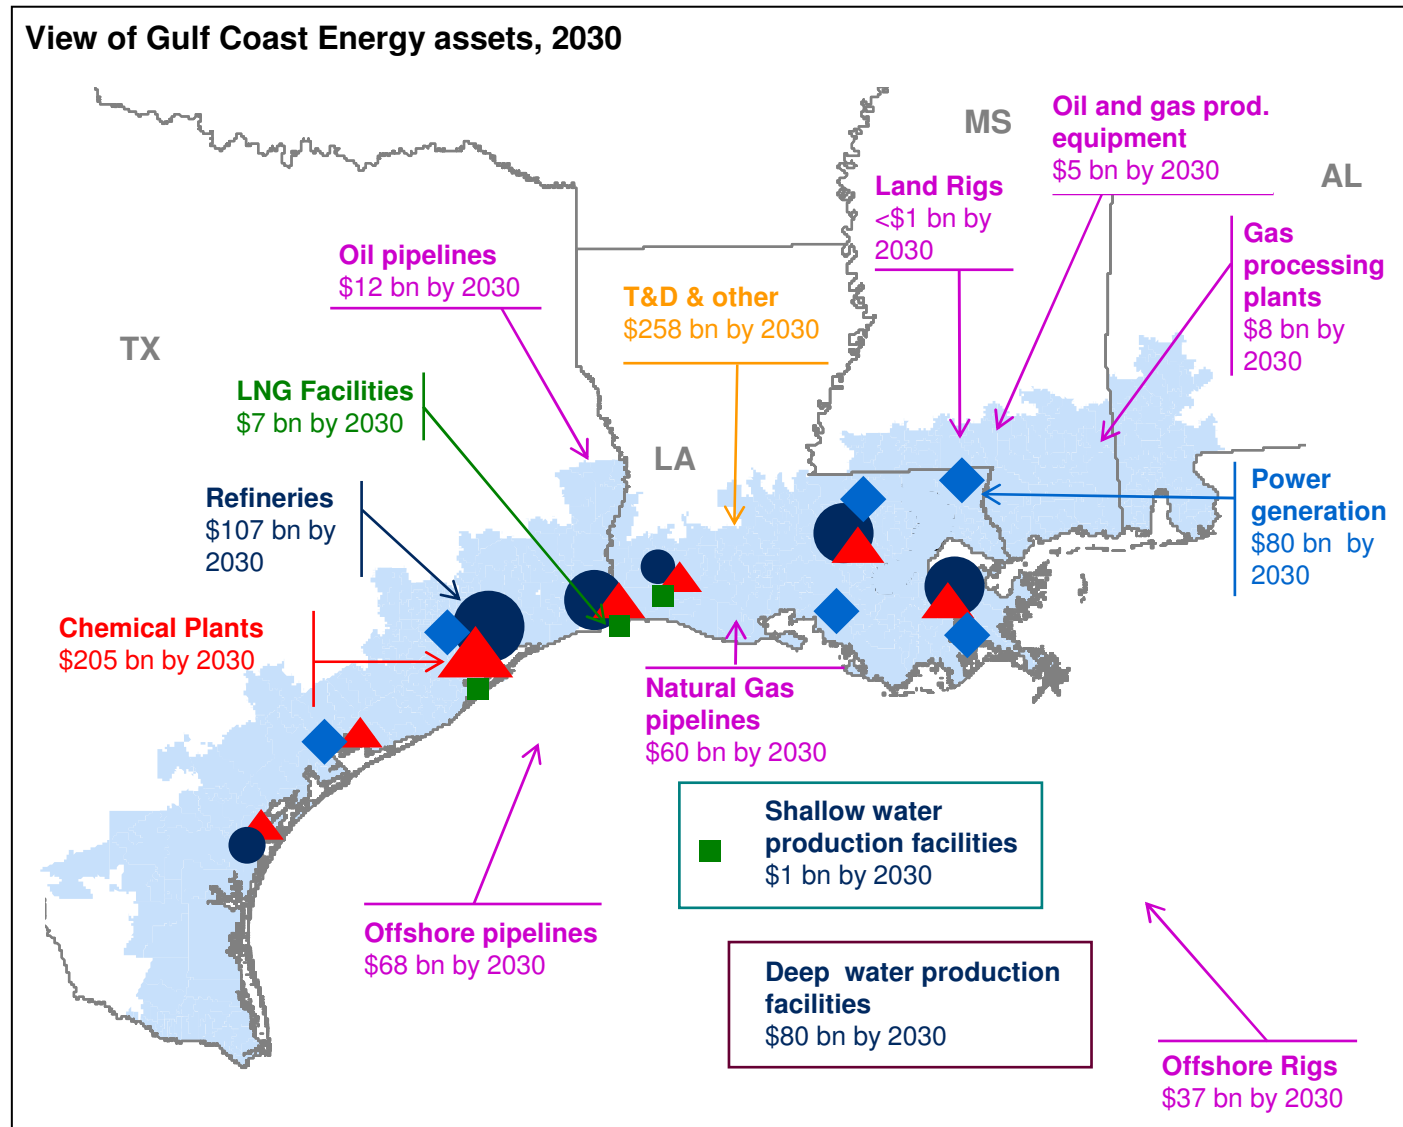 View of Gulf Coast Energy assets, 2030
MS
Oil and gas prod.
equipment
$5 bn by 2030
AL
Land Rigs
<$1 bn by
2030
Gas
processing
plants
$8 bn by
2030
Oil pipelines
$12 bn by 2030
T&D & other
$258 bn by 2030
TX
LNG Facilities
$7 bn by 2030
LA
Refineries
$107 bn by
2030
Power
generation
$80 bn  by
2030
Chemical Plants
$205 bn by 2030
Natural Gas
pipelines
$60 bn by 2030
Shallow water
production facilities
$1 bn by 2030
Offshore pipelines
$68 bn by 2030
Deep  water production
facilities
$80 bn by 2030
Offshore Rigs
$37 bn by 2030